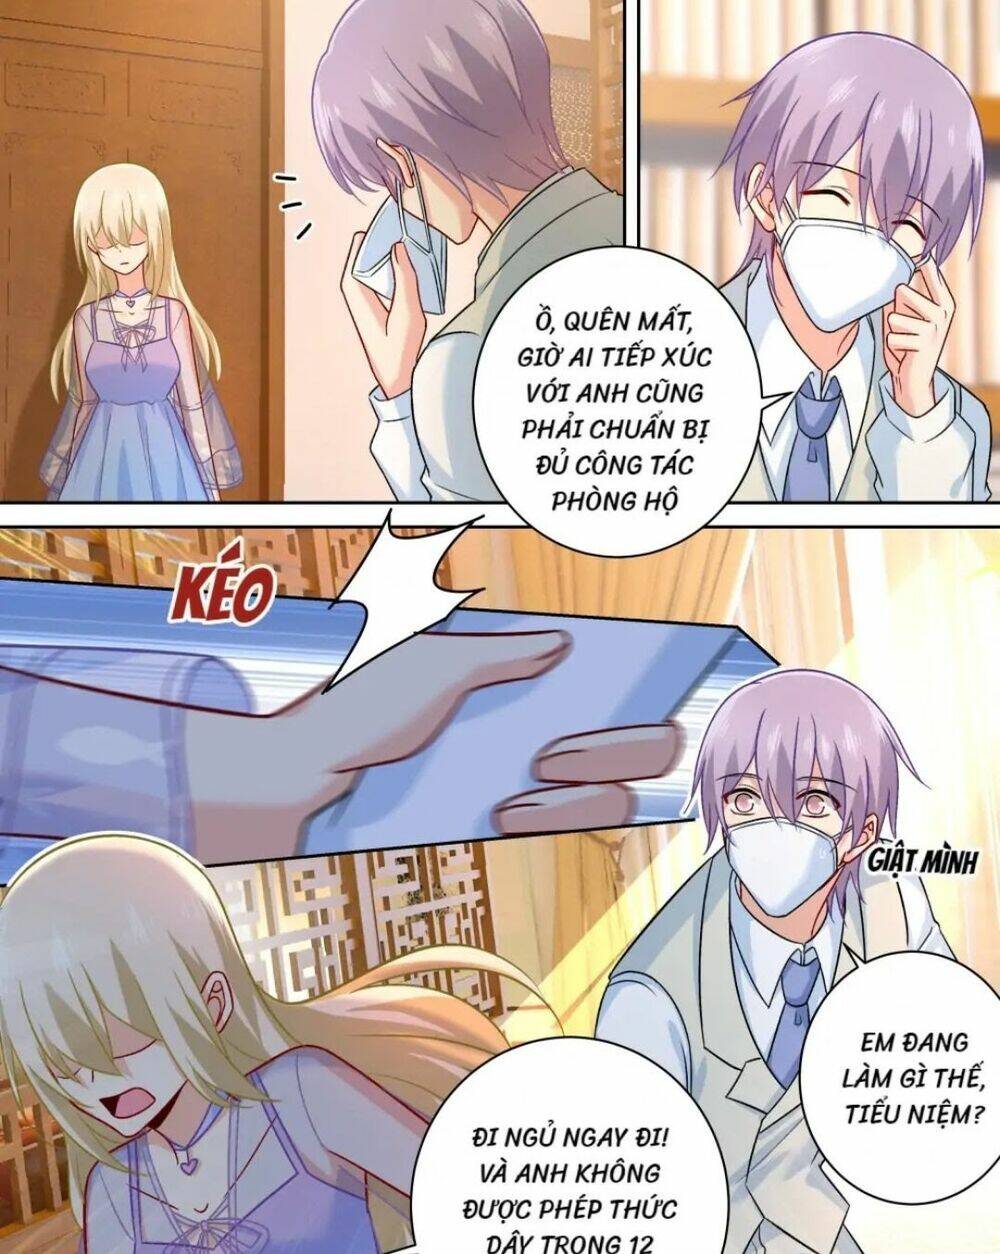 Ồ, QUÊN MẤT,
GIỜ AI TIẾP XÚC
VỚI ANH CŨNG
PHẢI CHUẨN BỊ
ĐỦ CÔNG TÁC
PHÒNG HỘ
KÉO
GIẬT MÌNH
EM ĐANG
LÀM GÌ THẾ,
TIỂU NIỆM?
ĐI NGỦ NGAY ĐI!
VÀ ANH KHÔNG
ĐƯỢC PHÉP THỨC
DẬY TRONG 12